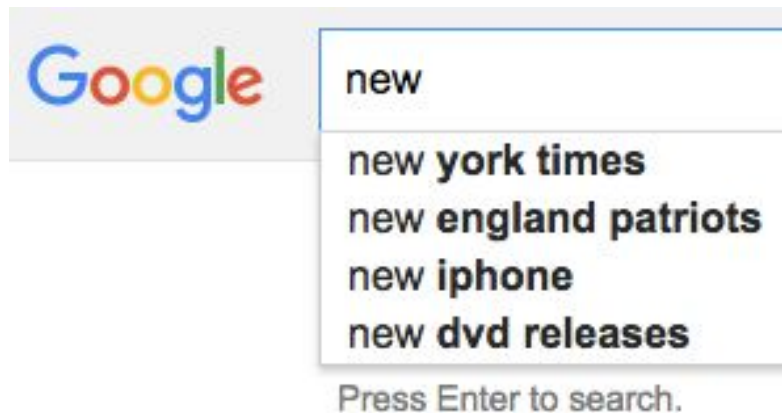 Google
new
new york times
new england patriots
new iphone
new dvd releases
Press Enter to search.